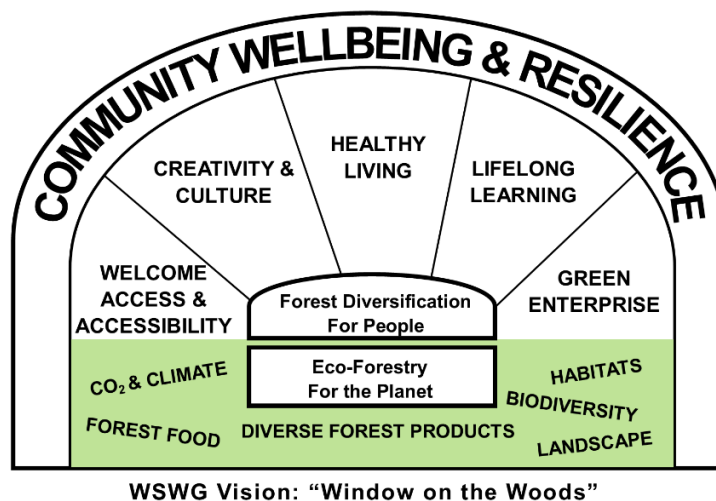 COMMUNITY WELLBEING & RESILIENCE
HEALTHY
LIVING
CREATIVITY &
CULTURE
LIFELONG
LEARNING
WELCOME
ACCESS &
ACCESSIBILITY
GREEN
ENTERPRISE
Forest Diversification
For People
Eco-Forestry
For the Planet
CO₂ & CLIMATE
HABITATS
BIODIVERSITY
FOREST FOOD
DIVERSE FOREST PRODUCTS
LANDSCAPE
WSWG Vision: “Window on the Woods”